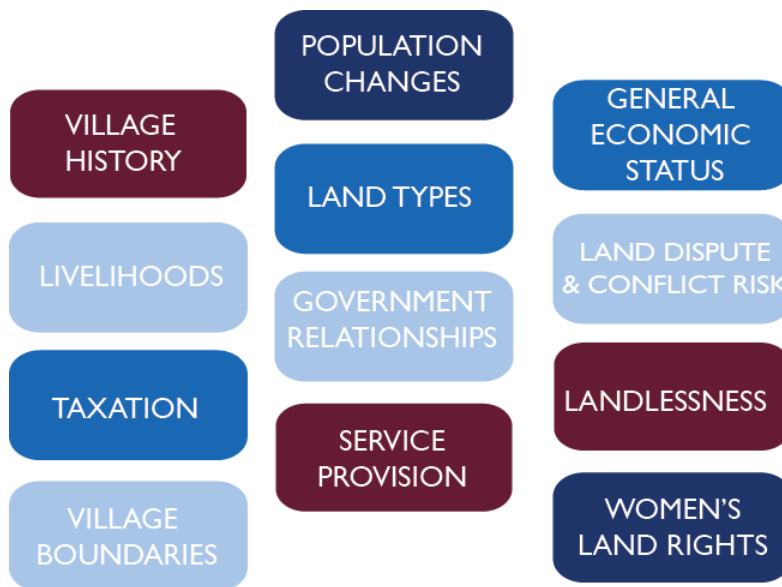 VILLAGE
HISTORY
LIVELIHOODS
TAXATION
VILLAGE
BOUNDARIES
POPULATION
CHANGES
LAND TYPES
GOVERNMENT
RELATIONSHIPS
SERVICE
PROVISION
GENERAL
ECONOMIC
STATUS
LAND DISPUTE
& CONFLICT RISK
LANDLESSNESS
WOMEN’S
LAND RIGHTS